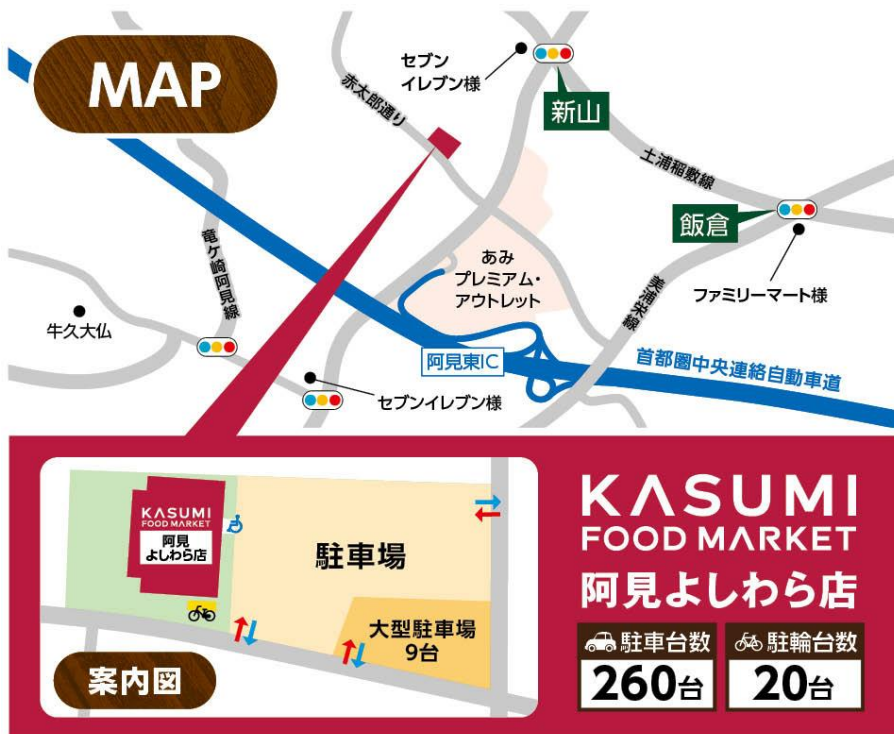 MAP
セブン
イレブン様
新山
赤太郎通り
土浦稲敷線
飯倉
竜ケ崎阿見線
あみ
プレミアム・
アウトレット
美浦栄線
ファミリーマート様
牛久大仏
阿見東IC
首都圏中央連絡自動車道
セブンイレブン様
KASUMI
FOOD MARKET
阿見
よしわら店
駐車場
大型駐車場
9台
案内図
KASUMI
FOOD MARKET
阿見よしわら店
駐車台数
260台
駐輪台数
20台